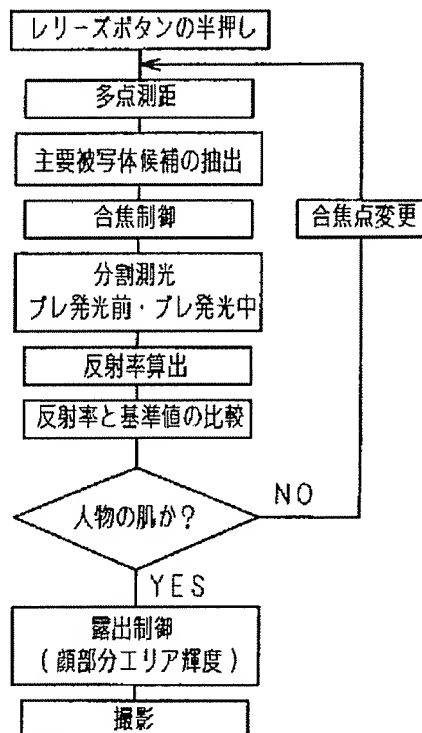 レリーズボタンの半押し
多点測距
主要被写体候補の抽出
合焦制御
合焦点変更
分割測光
プレ発光前・プレ発光中
反射率算出
反射率と基準値の比較
人物の肌か?
NO
YES
露出制御
(顔部分エリア輝度)
撮影